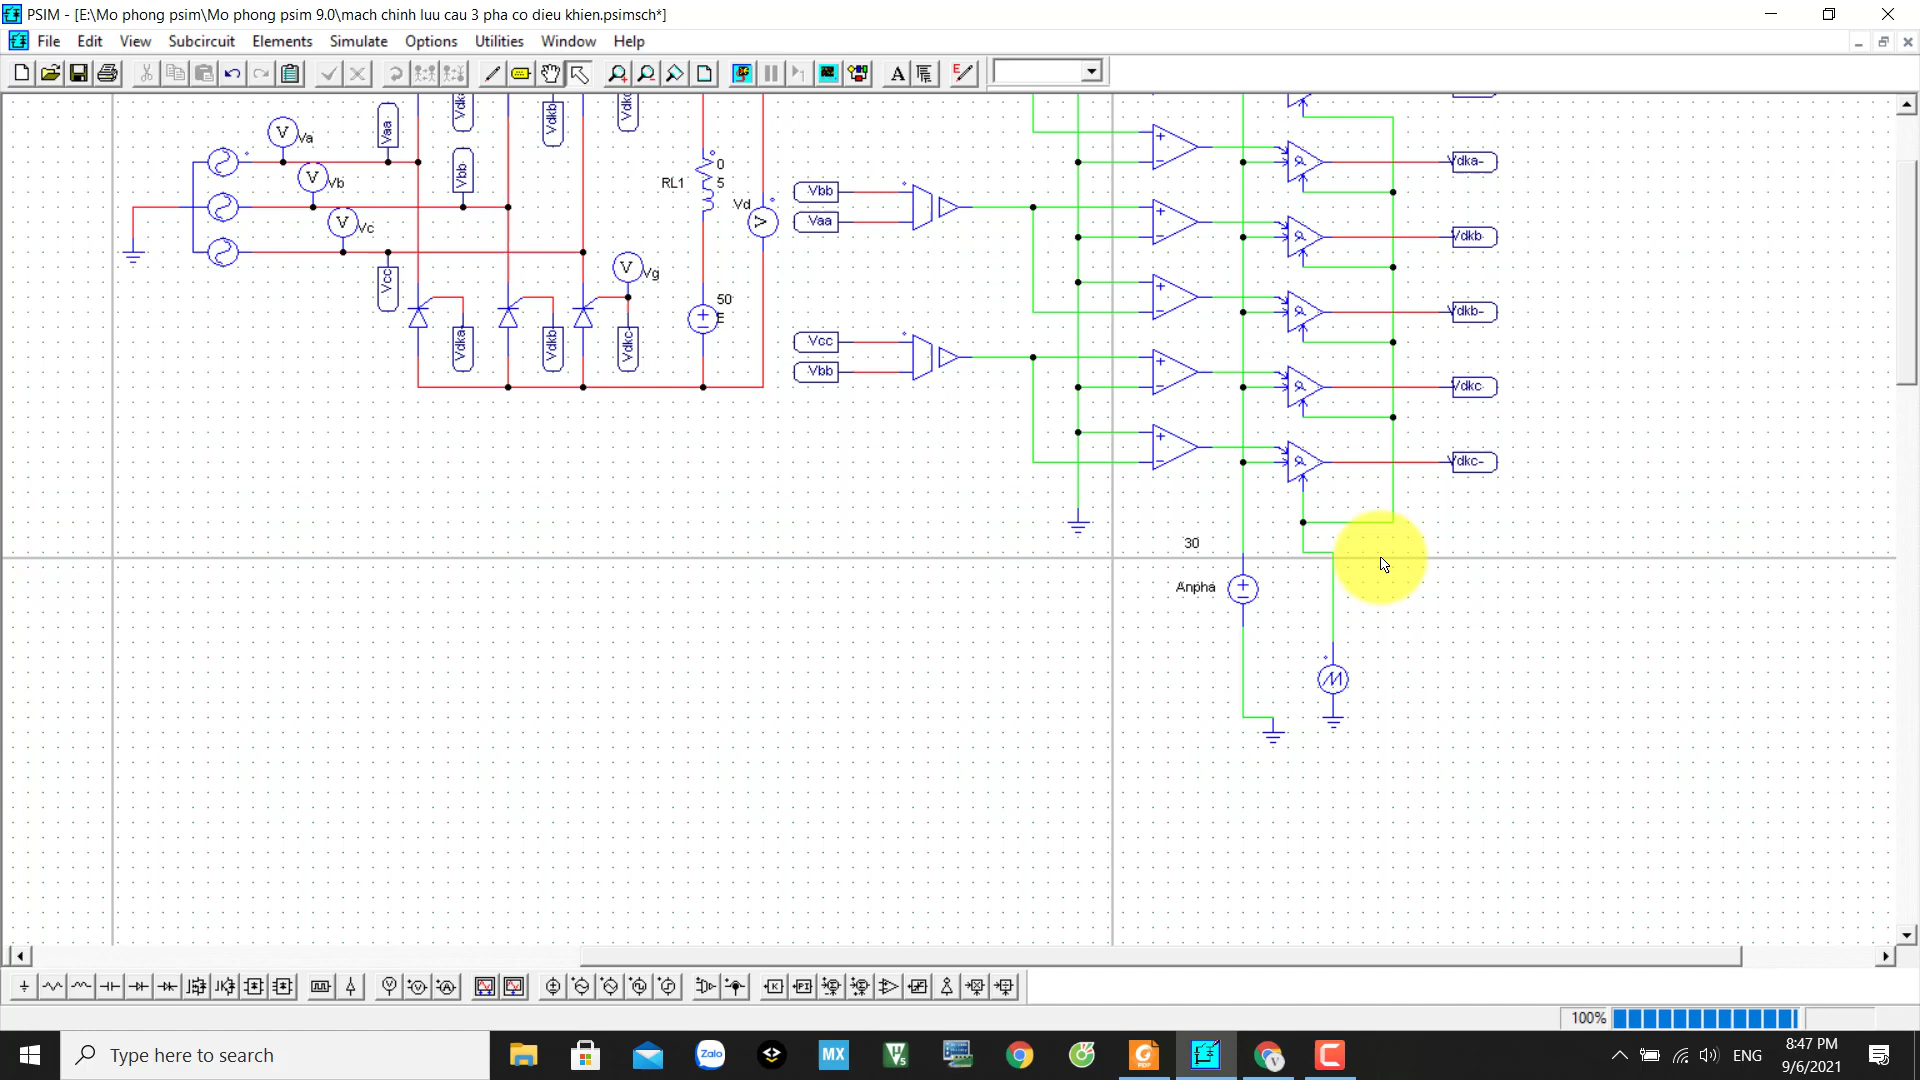 PSIM - [E:\Mo phong psim\Mo phong psim 9.0\mach chinh luu cau 3 pha co dieu khien.psimsch*]
File Edit View Subcircuit Elements Simulate Options Utilities Window Help
Vaa
Vdkb
Va
Vdka-
Vbb
0
5
RL1
Vb
Vbb
Vd
Vaa
Vc
Vdkb
Vcc
Vg
50
E
Vdkb-
Vdka
Vdkb
Vdkc
Vcc
Vbb
Vdkc
Vdkc-
30
Anpha
100%
Type here to search
Zalo
MX
ENG
8:47 PM
9/6/2021